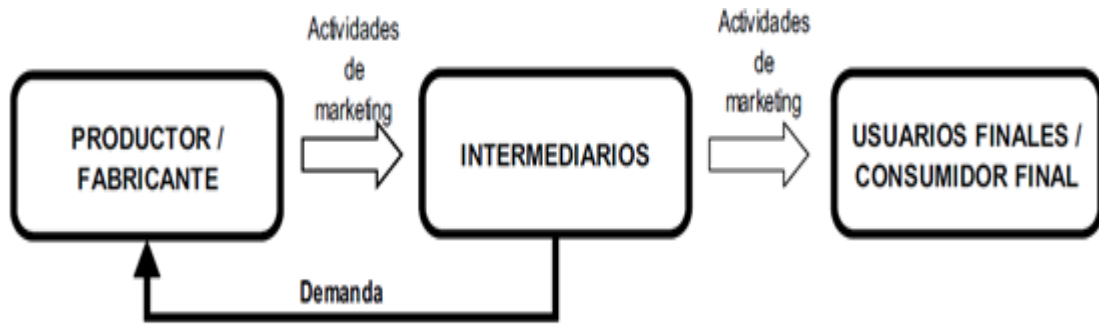 Actividades
de
marketing
Actividades
de
marketing
PRODUCTOR /
FABRICANTE
INTERMEDIARIOS
USUARIOS FINALES /
CONSUMIDOR FINAL
Demanda